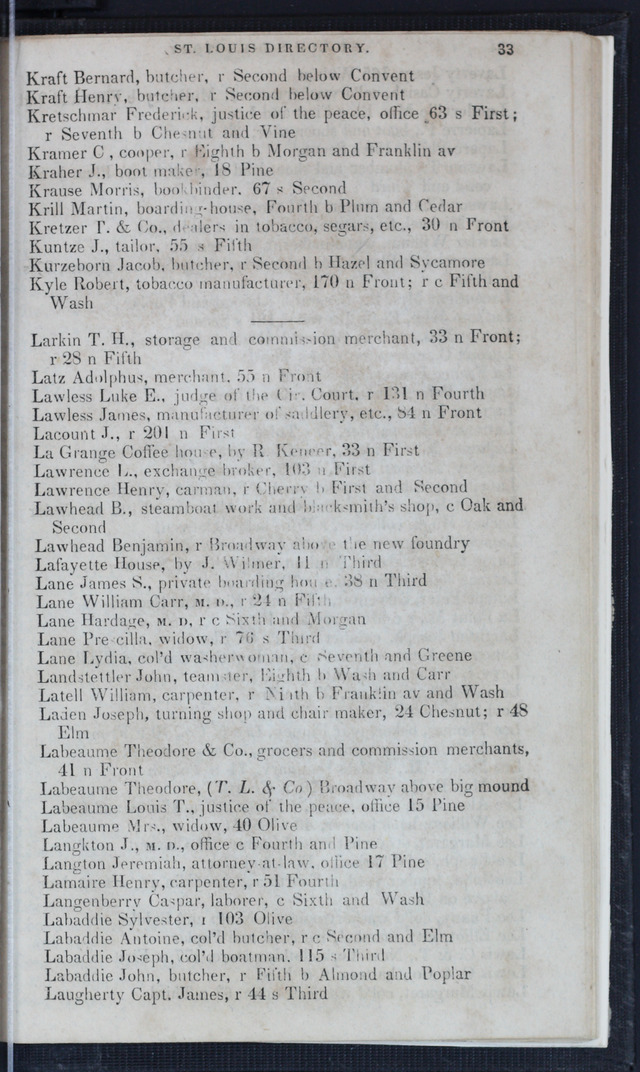 ST. LOUIS DIRECTORY. 33
Kraft Bernard, butcher, r Second below Convent
Kraft Henry, butcher, r Second below Convent
Kretschmar Frederick, justice of the peace, office 63 s First;
r Seventh b Chesnut and Vine
Kramer C , cooper, r Eighth b Morgan and Franklin av
Kraher J., boot maker, 18 Pine
Krause Morris, bookbinder. 67 s Second
Krill Martin, boarding-house, Fourth b Plum and Cedar
Kretzer T. & Co., dealers in tobacco, segars, etc., 30 n Front
Kuntze J., tailor, 55 s Fifth
Kurzeborn Jacob, butcher, r Second b Hazel and Sycamore
Kyle Robert, tobacco manufacturer, 170 n Front; r c Fifth and
Wash
Larkin T. H., storage and commission merchant, 33 n Front;
r 28 n Fifth
Latz Adolphus, merchant. 55 n Front
Lawless Luke E., judge of the Cir. Court, r 131 n Fourth
Lawless James, manufacturer of saddlery, etc., 84 n Front
Lacount J., r 201 n First
La Grange Coffee house, by R. Keneer, 33 n First
Lawrence L., exchange broker, 103 n First
Lawrence Henry, carman, r Cherry b First and Second
Lawhead B., steamboat work and blacksmith's shop, c Oak and
Second
Lawhead Benjamin, r Broadway above the new foundry
Lafayette House, by J. Wilmer, 11 n Third
Lane James S., private boarding house. 38 n Third
Lane William Carr, M. D., r 24 n Fifth
Lane Hardage, M. D, r c Sixth and Morgan
Lane Pre cilla, widow, r 76 s Third
Lane Lydia, col'd washerwoman, c Seventh and Greene
Landstettler John, teamster, Eighth b Wash and Carr
Latell William, carpenter, r Ninth b Franklin av and Wash
Laden Joseph, turning shop and chair maker, 24 Chesnut; r 48
Elm
Labeaume Theodore & Co., grocers and commission merchants,
41 n Front
Labeaume Theodore, (T. L. & Co) Broadway above big mound
Labeaume Louis T., justice of the peace, office 15 Pine
Labeaume Mrs., widow, 40 Olive
Langkton J., M. D., office c Fourth and Pine
Langton Jeremiah, attorney-at-law, office 17 Pine
Lamaire Henry, carpenter, r 51 Fourth
Langenberry Caspar, laborer, c Sixth and Wash
Labaddie Sylvester, r 103 Olive
Labaddie Antoine, col'd butcher, r c Second and Elm
Labaddie Joseph, col'd boatman. 115 s Third
Labaddie John, butcher, r Fifth b Almond and Poplar
Laugherty Capt. James, r 44 s Third